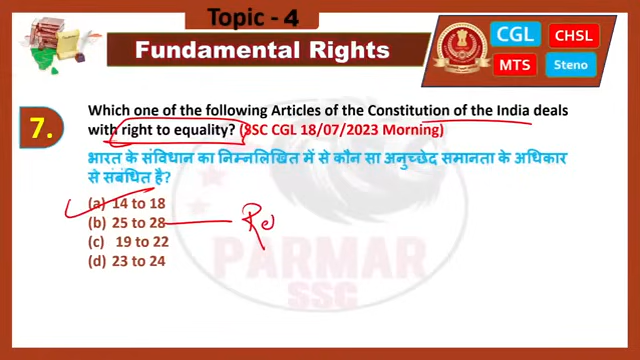 Topic - 4
Fundamental Rights
CGL
CHSL
MTS
Steno
7.
Which one of the following Articles of the Constitution of the India deals
with right to equality? (SSC CGL 18/07/2023 Morning)
भारत के संविधान का निम्नलिखित में से कौन सा अनुच्छेद समानता के अधिकार
से संबंधित है?
(a) 14 to 18
(b) 25 to 28
Re
(c) 19 to 22
(d) 23 to 24
PARMAR
SSC